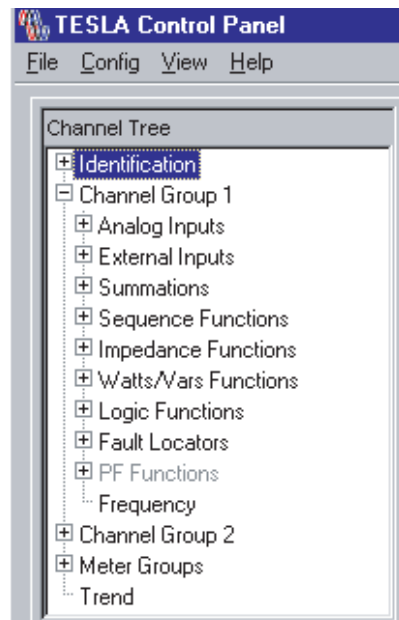 TESLA Control Panel
File Config View Help
Channel Tree
Identification
Channel Group 1
Analog Inputs
External Inputs
Summations
Sequence Functions
Impedance Functions
Watts/Vars Functions
Logic Functions
Fault Locators
PF Functions
Frequency
Channel Group 2
Meter Groups
Trend